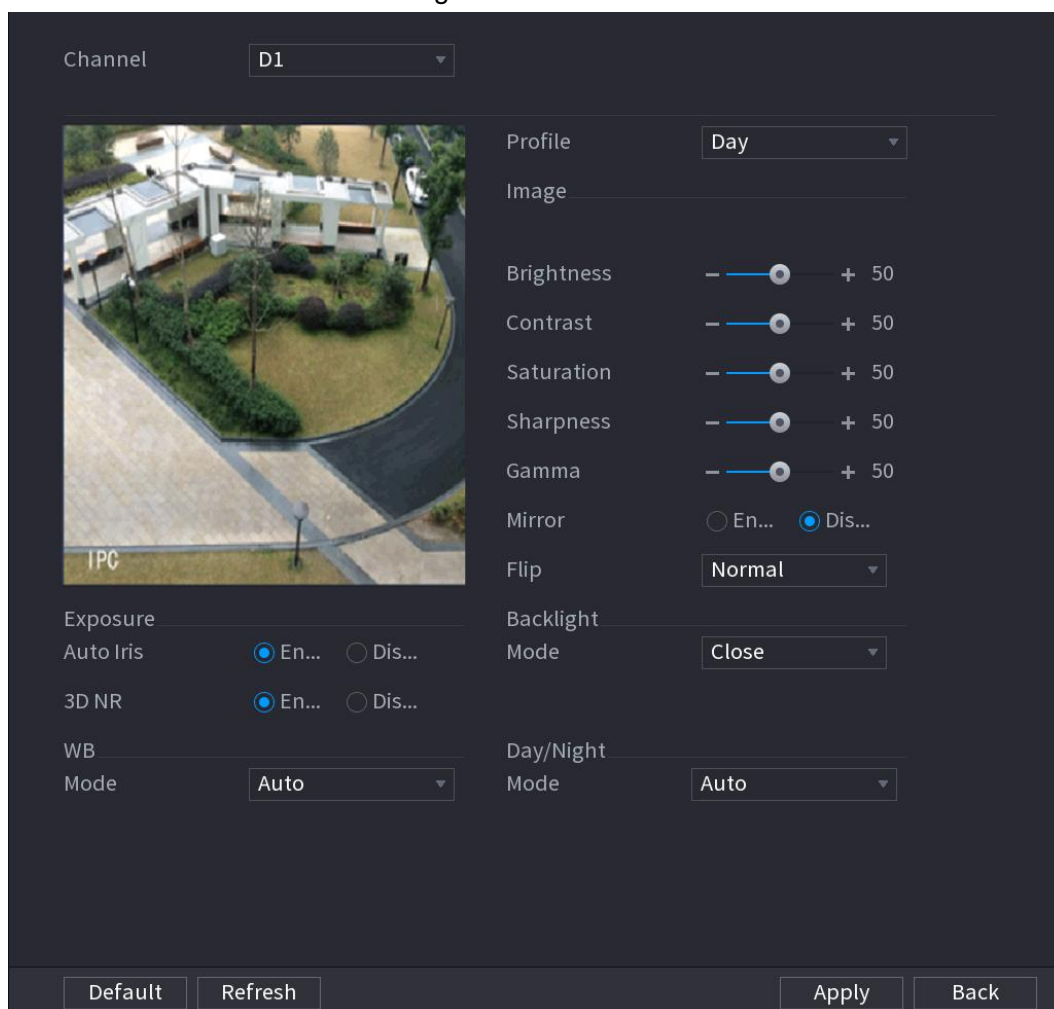 Channel D1
Profile Day
Image
Brightness - + 50
Contrast - + 50
Saturation - + 50
Sharpness - + 50
Gamma - + 50
Mirror En... Dis...
IPC
Flip Normal
Exposure Backlight
Auto Iris En... Dis... Mode Close
3D NR En... Dis...
WB Day/Night
Mode Auto Mode Auto
Default Refresh Apply Back